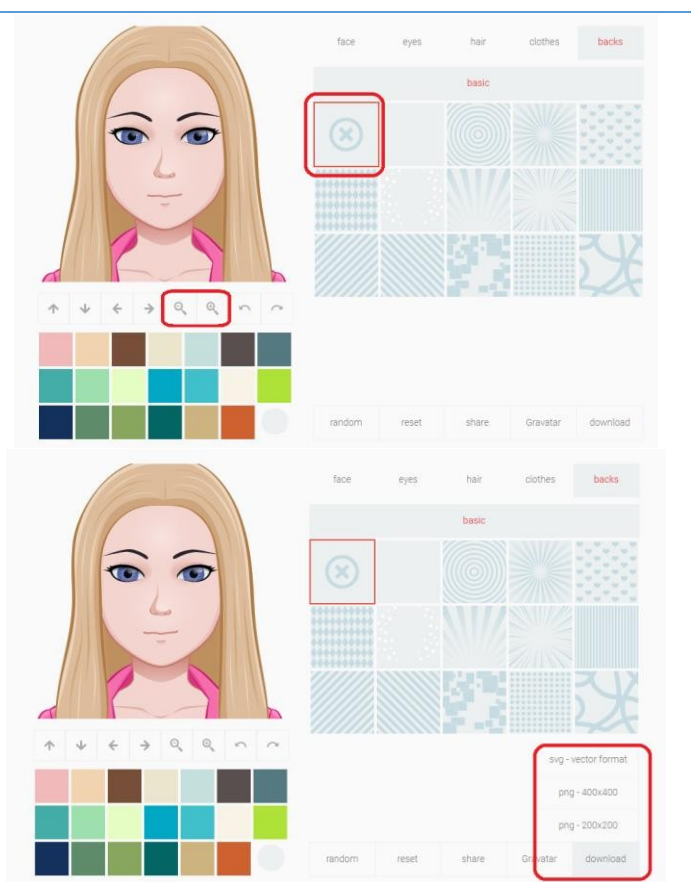 face eyes hair clothes backs
basic
random reset share Gravatar download
face eyes hair clothes backs
basic
svg - vector format
png - 400x400
png - 200x200
random reset share Gravatar download